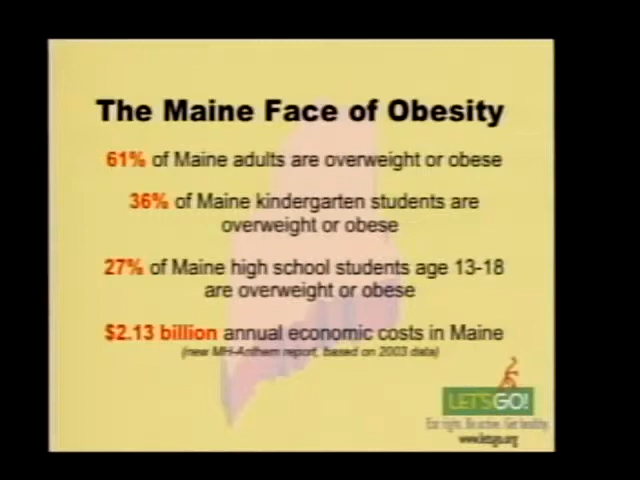 The Maine Face of Obesity
61% of Maine adults are overweight or obese
36% of Maine kindergarten students are
overweight or obese
27% of Maine high school students age 13-18
are overweight or obese
$2.13 billion annual economic costs in Maine
(new MH-Anthem report, based on 2003 data)
LET'S GO!
Eat right. Be active. Get healthy.
www.letsgo.org